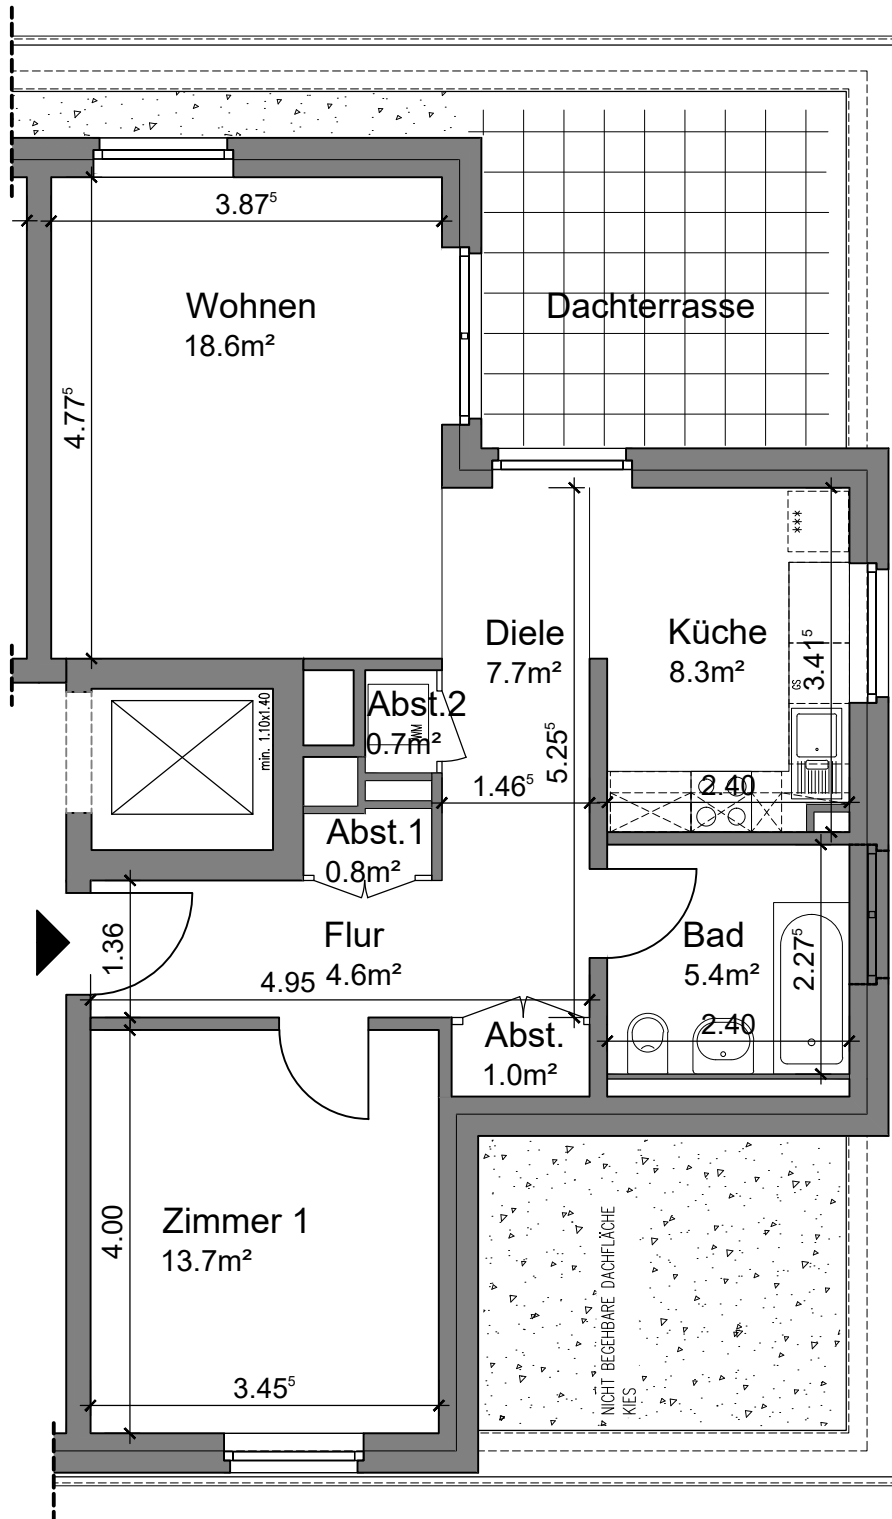 3.87⁵
Wohnen
18.6m²
4.77⁵
Dachterrasse
***
Diele
7.7m²
Küche
8.3m²
3.41⁵
GS
min. 1.10x1.40
Abst.2
0.7m²
WM
5.25⁵
1.46⁵
2.40
Abst.1
0.8m²
Flur
4.6m²
1.36
4.95
Bad
5.4m²
2.27⁵
2.40
Abst.
1.0m²
4.00
Zimmer 1
13.7m²
3.45⁵
NICHT BEGEHBARE DACHFLÄCHE
KIES